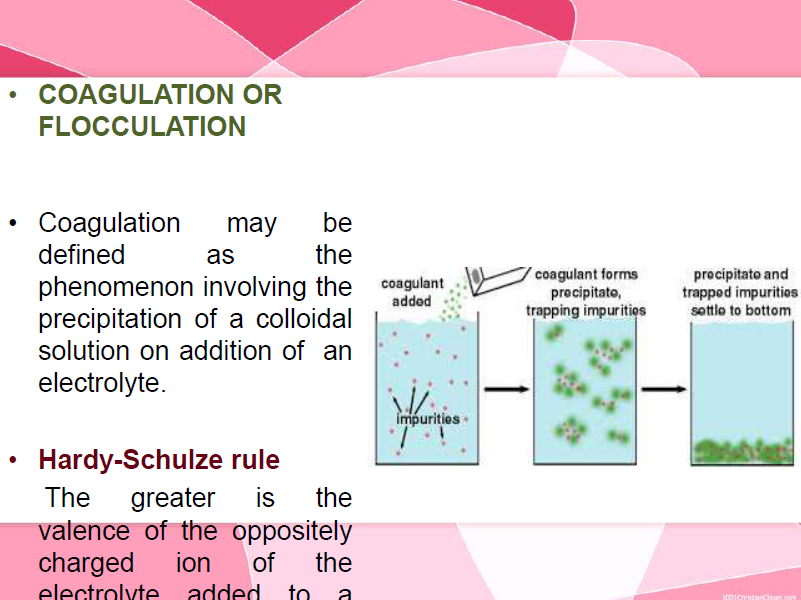 • COAGULATION OR
FLOCCULATION
• Coagulation may be
defined as the
phenomenon involving the
precipitation of a colloidal
solution on addition of an
electrolyte.
• Hardy-Schulze rule
The greater is the
valence of the oppositely
charged ion of the
electrolyte added to a
coagulant
added
impurities
coagulant forms
precipitate,
trapping impurities
precipitate and
trapped impurities
settle to bottom